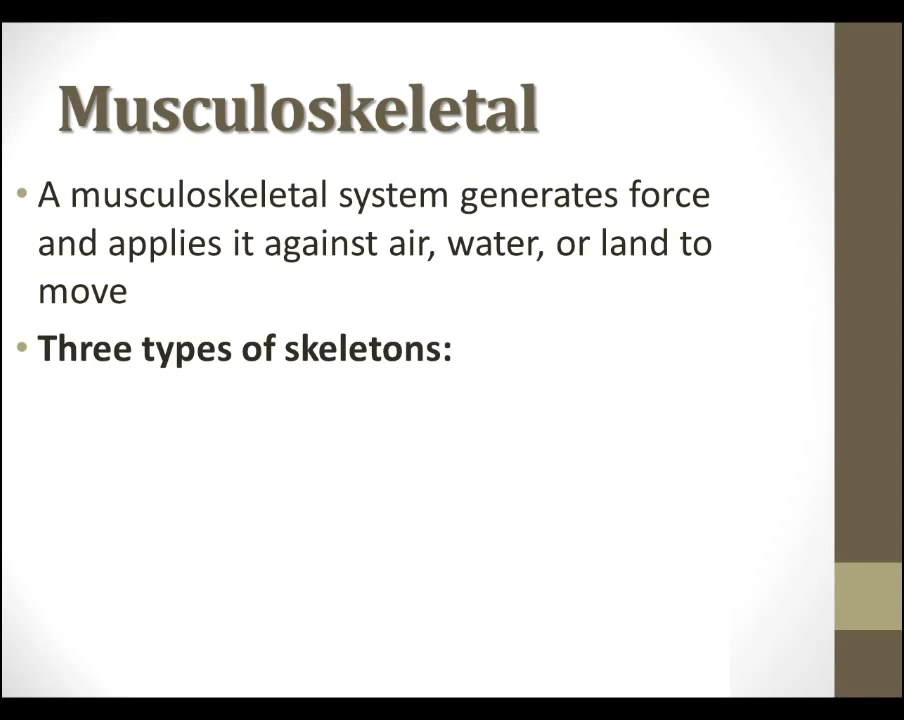 Musculoskeletal
• A musculoskeletal system generates force
and applies it against air, water, or land to
move
• Three types of skeletons: